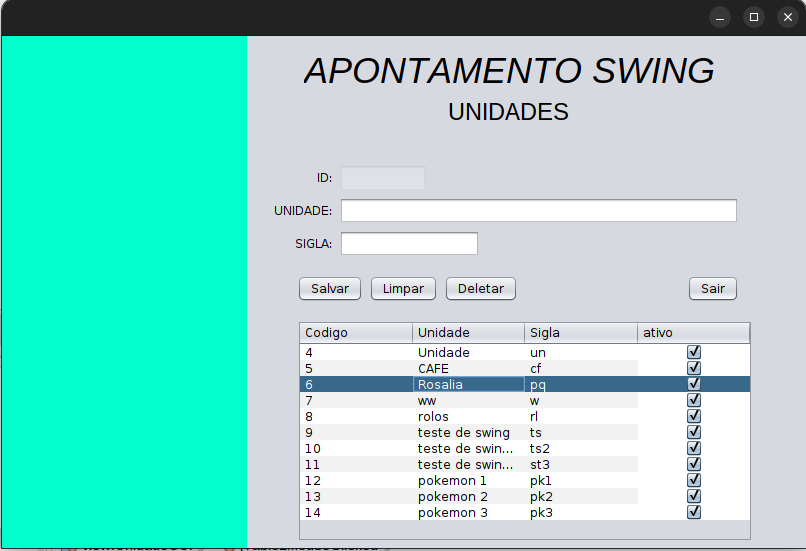 APONTAMENTO SWING
UNIDADES
ID:
UNIDADE:
SIGLA:
Salvar Limpar Deletar Sair
Codigo Unidade Sigla ativo
4 Unidade un
5 CAFE cf
6 Rosalia pq
7 ww w
8 rolos rl
9 teste de swing ts
10 teste de swin... ts2
11 teste de swin... st3
12 pokemon 1 pk1
13 pokemon 2 pk2
14 pokemon 3 pk3